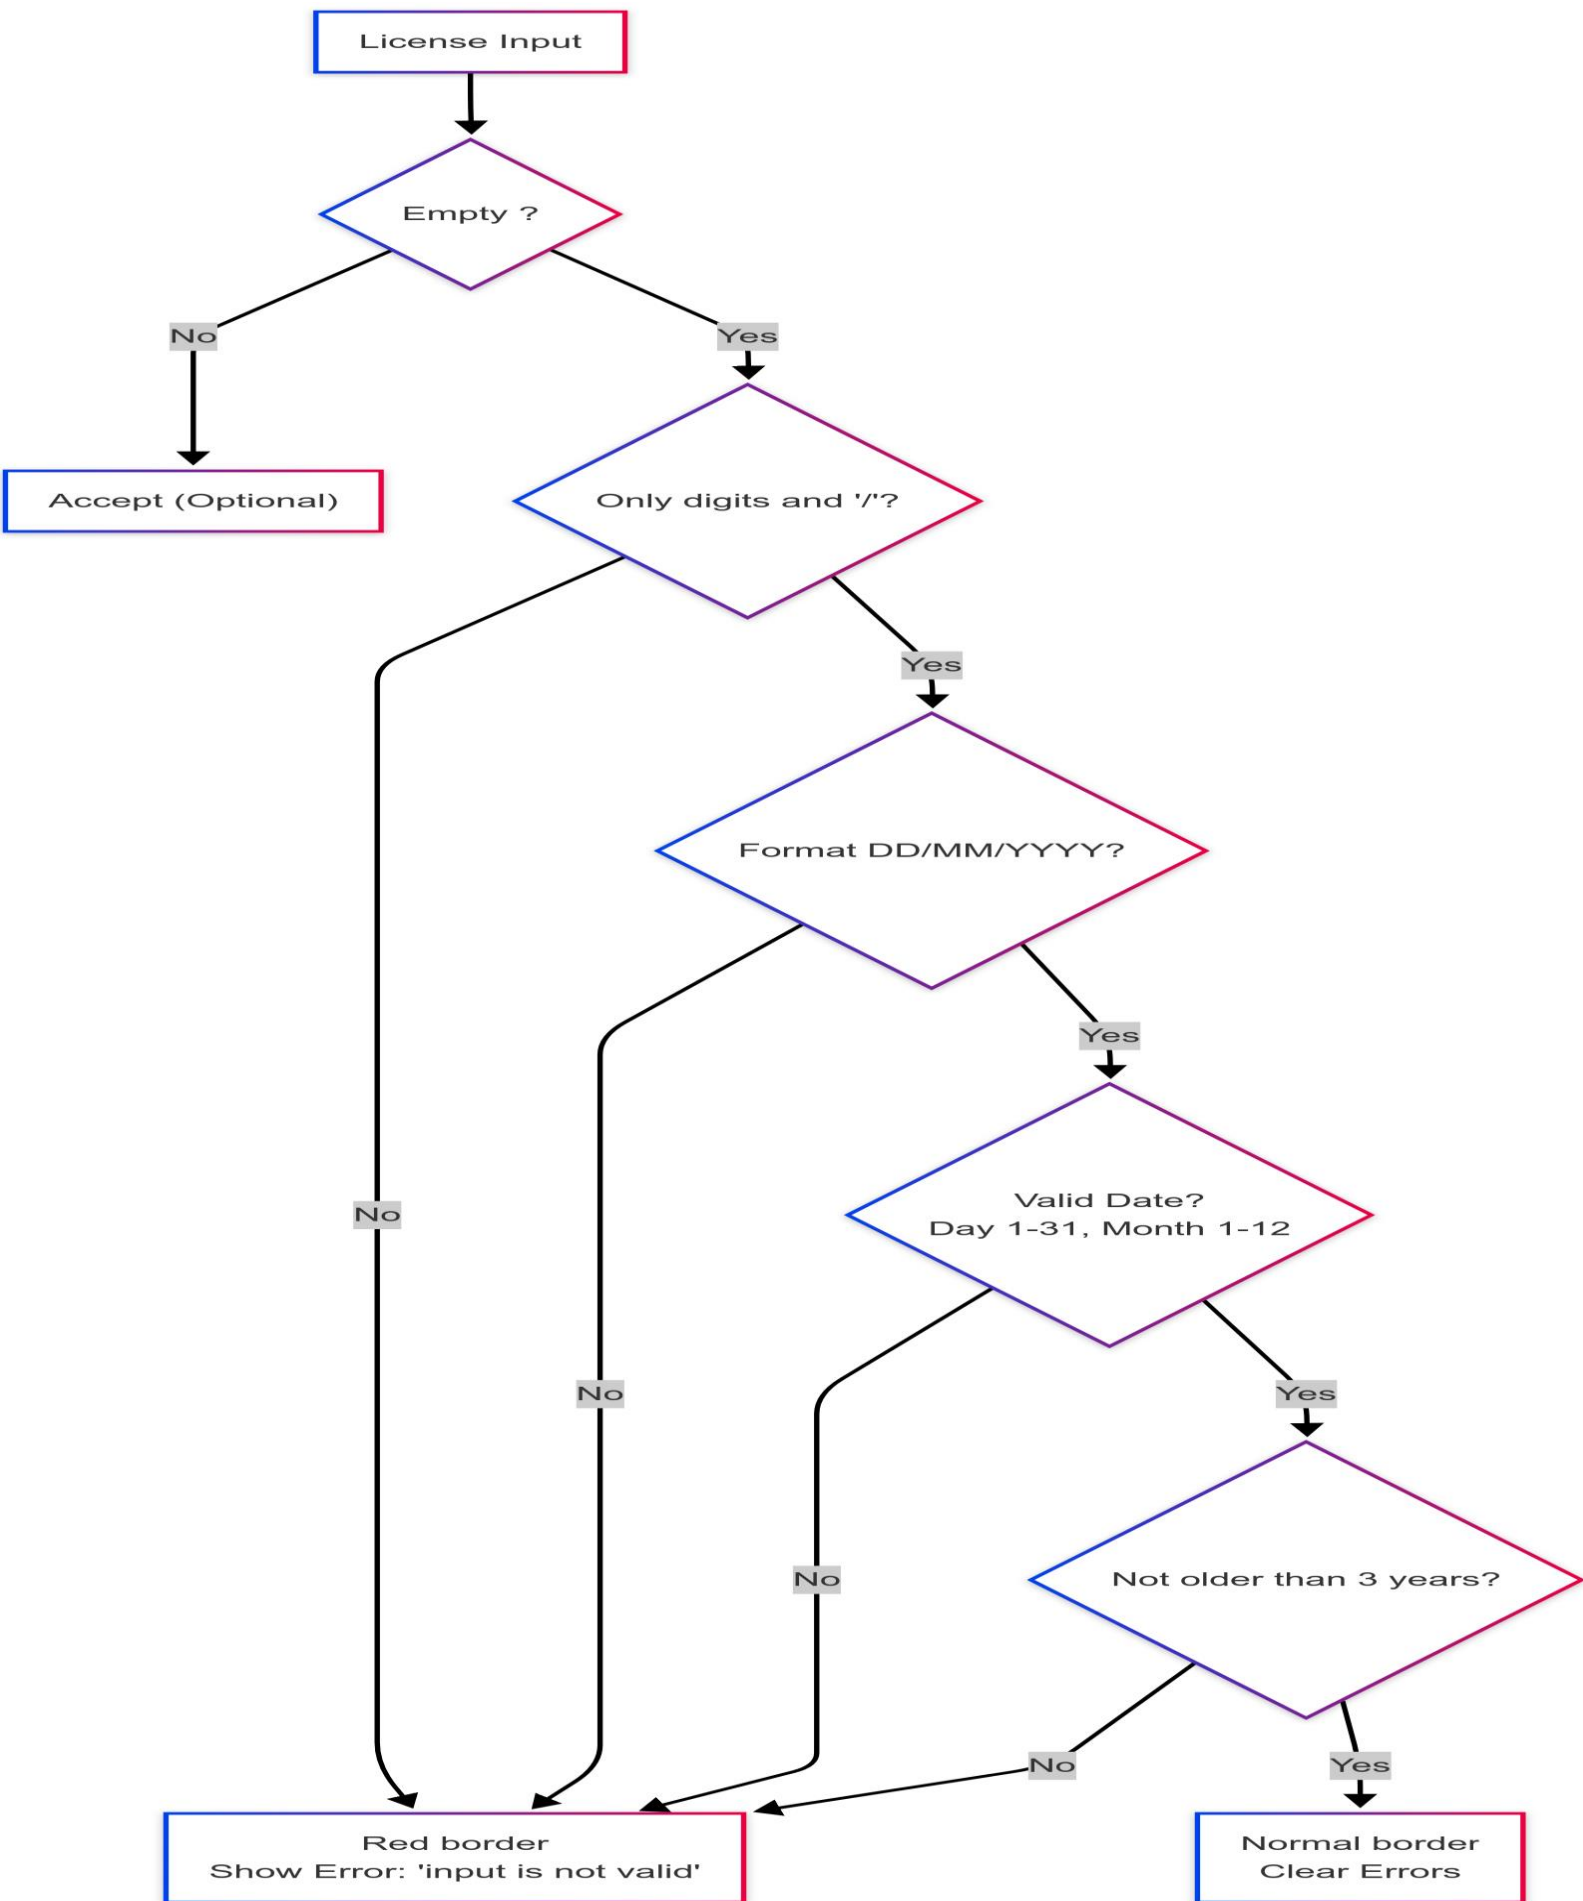 License Input
Empty ?
No
Yes
Accept (Optional)
Only digits and '/'?
Yes
Format DD/MM/YYYY?
Yes
Valid Date?
Day 1-31, Month 1-12
No
No
Yes
Not older than 3 years?
No
No
Yes
Red border
Show Error: 'input is not valid'
Normal border
Clear Errors